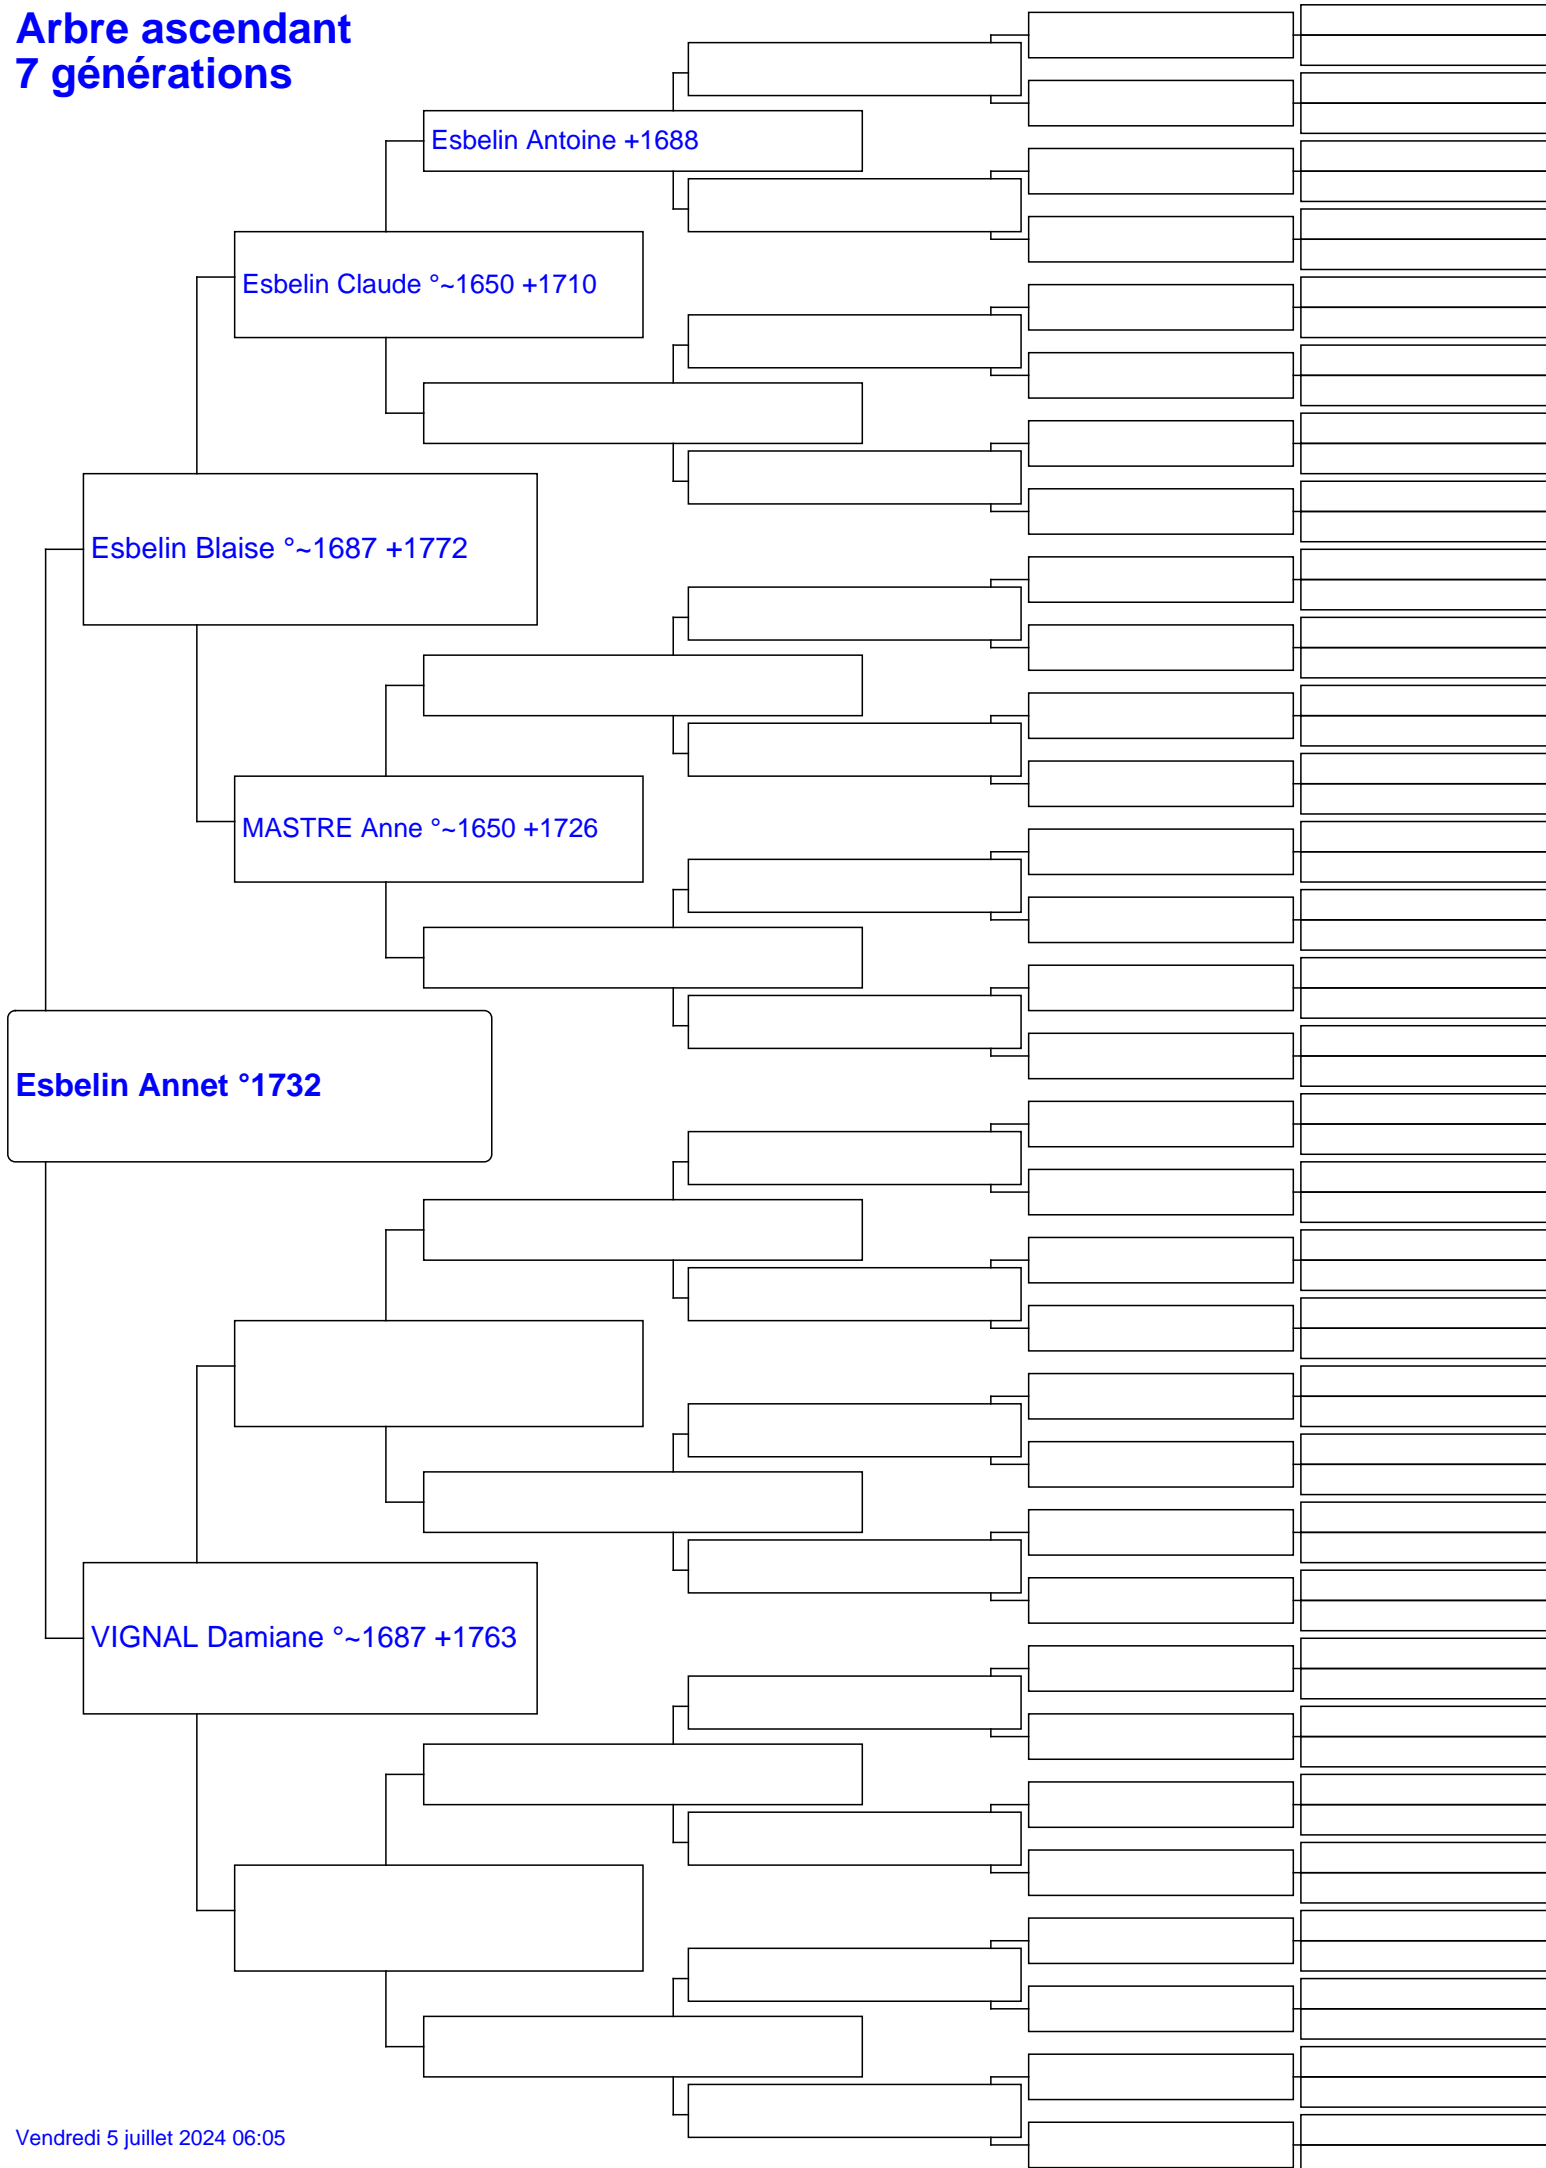 Arbre ascendant
7 générations
Esbelin Antoine +1688
Esbelin Claude °~1650 +1710
Esbelin Blaise °~1687 +1772
MASTRE Anne °~1650 +1726
Esbelin Annet °1732
VIGNAL Damiane °~1687 +1763
Vendredi 5 juillet 2024 06:05